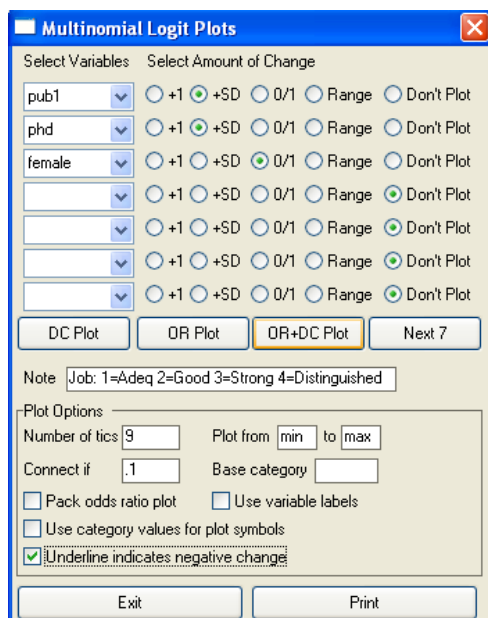 Multinomial Logit Plots
Select Variables Select Amount of Change
pub1 +1 +SD 0/1 Range Don't Plot
phd +1 +SD 0/1 Range Don't Plot
female +1 +SD 0/1 Range Don't Plot
+1 +SD 0/1 Range Don't Plot
+1 +SD 0/1 Range Don't Plot
+1 +SD 0/1 Range Don't Plot
+1 +SD 0/1 Range Don't Plot
DC Plot OR Plot OR+DC Plot Next 7
Note Job: 1=Adeq 2=Good 3=Strong 4=Distinguished
Plot Options
Number of tics 9 Plot from min to max
Connect if .1 Base category
Pack odds ratio plot Use variable labels
Use category values for plot symbols
Underline indicates negative change
Exit Print